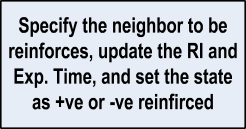 Specify the neighbor to be
reinforces, update the RI and
Exp. Time, and set the state
as +ve or -ve reinfirced